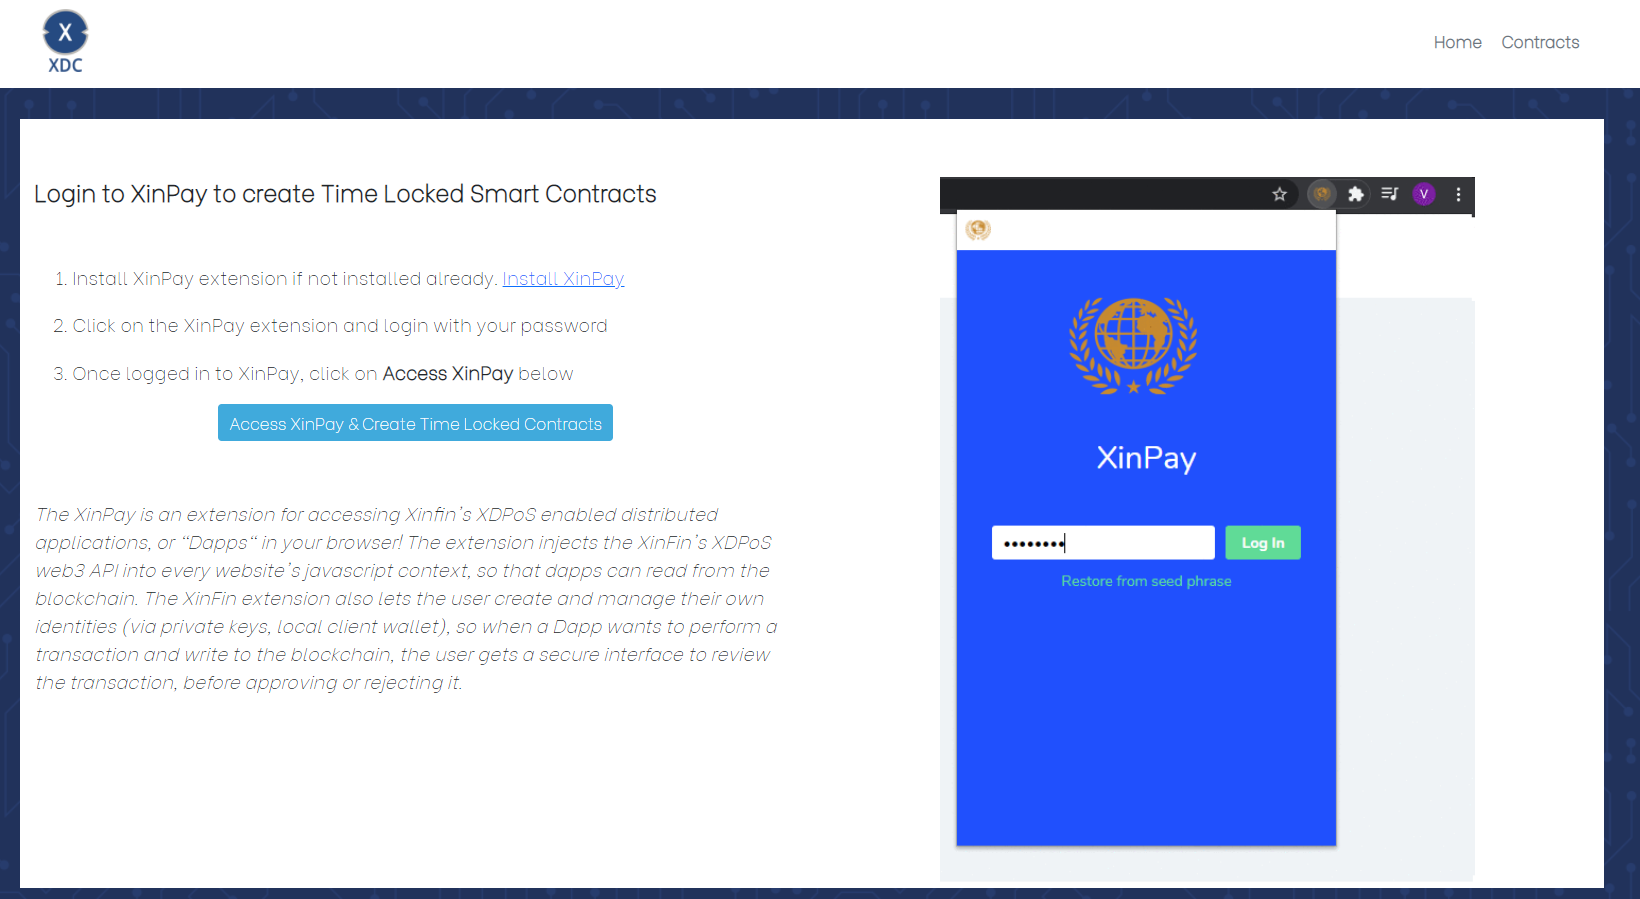 X
XDC
Home Contracts
Login to XinPay to create Time Locked Smart Contracts
1. Install XinPay extension if not installed already. Install XinPay
2. Click on the XinPay extension and login with your password
3. Once logged in to XinPay, click on Access XinPay below
Access XinPay & Create Time Locked Contracts
The XinPay is an extension for accessing Xinfin's XDPoS enabled distributed
applications, or “Dapps“ in your browser! The extension injects the XinFin's XDPoS
web3 API into every website's javascript context, so that dapps can read from the
blockchain. The XinFin extension also lets the user create and manage their own
identities (via private keys, local client wallet), so when a Dapp wants to perform a
transaction and write to the blockchain, the user gets a secure interface to review
the transaction, before approving or rejecting it.
V
XinPay
••••••••
Log In
Restore from seed phrase